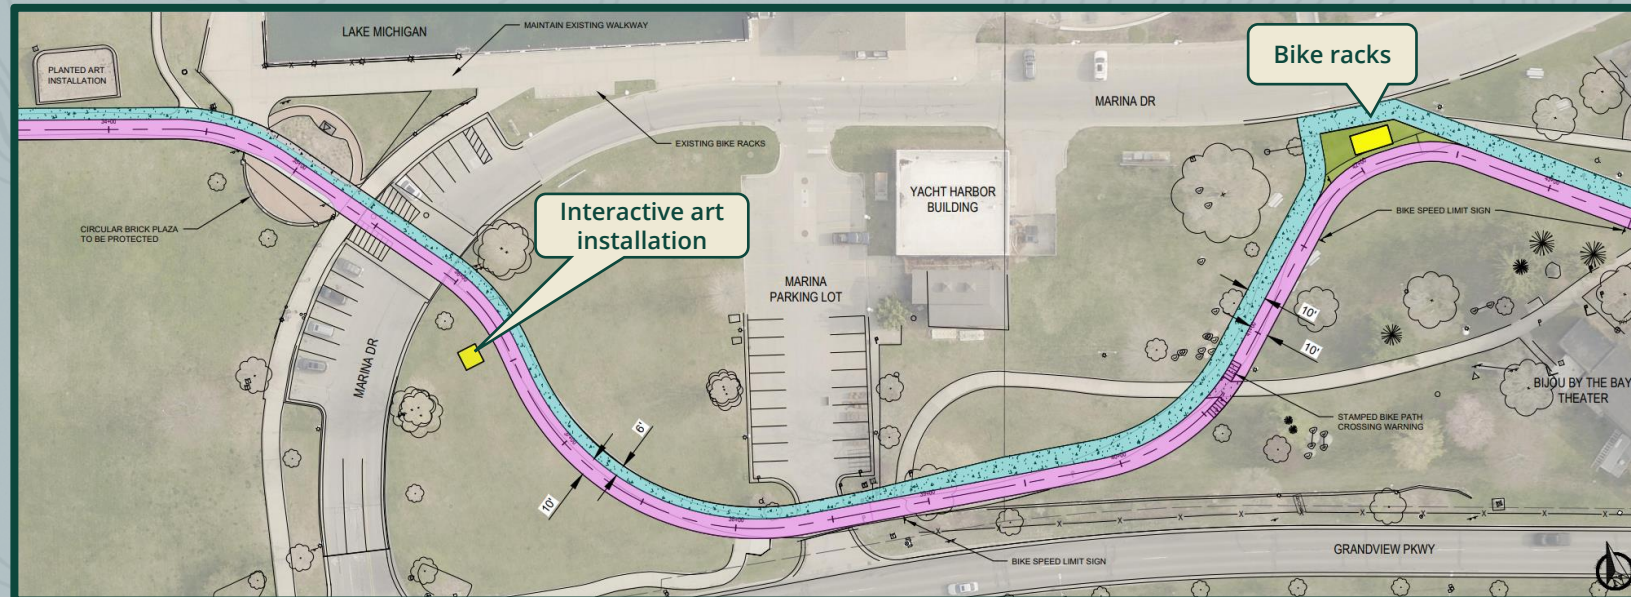 LAKE MICHIGAN
MAINTAIN EXISTING WALKWAY
PLANTED ART
INSTALLATION
Bike racks
MARINA DR
EXISTING BIKE RACKS
YACHT HARBOR
BUILDING
Interactive art
installation
BIKE SPEED LIMIT SIGN
CIRCULAR BRICK PLAZA
TO BE PROTECTED
MARINA
PARKING LOT
10'
10'
MARINA DR
BIJOU BY THE BAY
THEATER
STAMPED BIKE PATH
CROSSING WARNING
6'
10'
GRANDVIEW PKWY
BIKE SPEED LIMIT SIGN